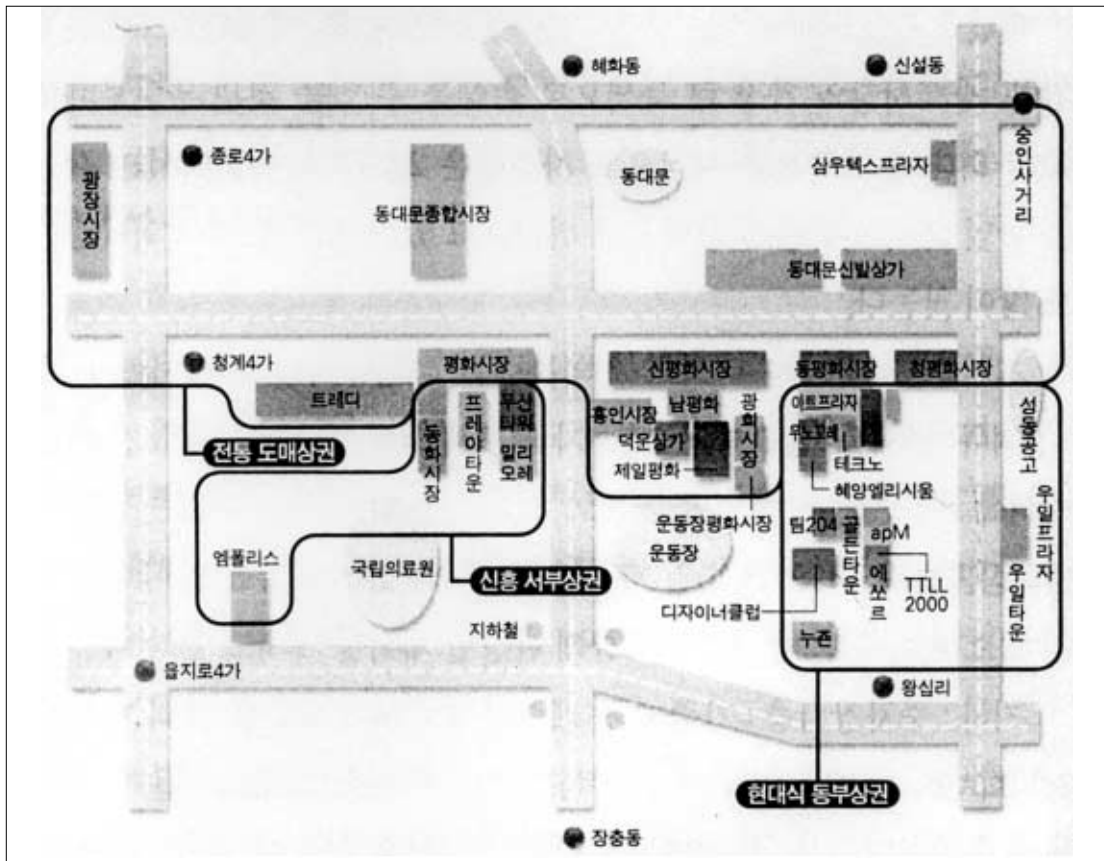 혜화동
신설동
종로4가
숭인사거리
광장시장
동대문종합시장
동대문
삼우텍스프라자
동대문신발상가
청계4가
평화시장
신평화시장
동평화시장
청평화시장
트레디
프레야타운
두산타워
밀리오레
동화시장
흥인시장
남평화
덕운상가
제일평화
광희시장
아트프라자
우노꼬레
테크노
혜양엘리시움
성동공고
전통 도매상권
운동장평화시장
운동장
팀204
골든타운
apM
에쏘르
TTLL
2000
우일프라자
우일타운
엠폴리스
국립의료원
신흥 서부상권
디자이너클럽
누죤
지하철
을지로4가
왕십리
현대식 동부상권
장충동